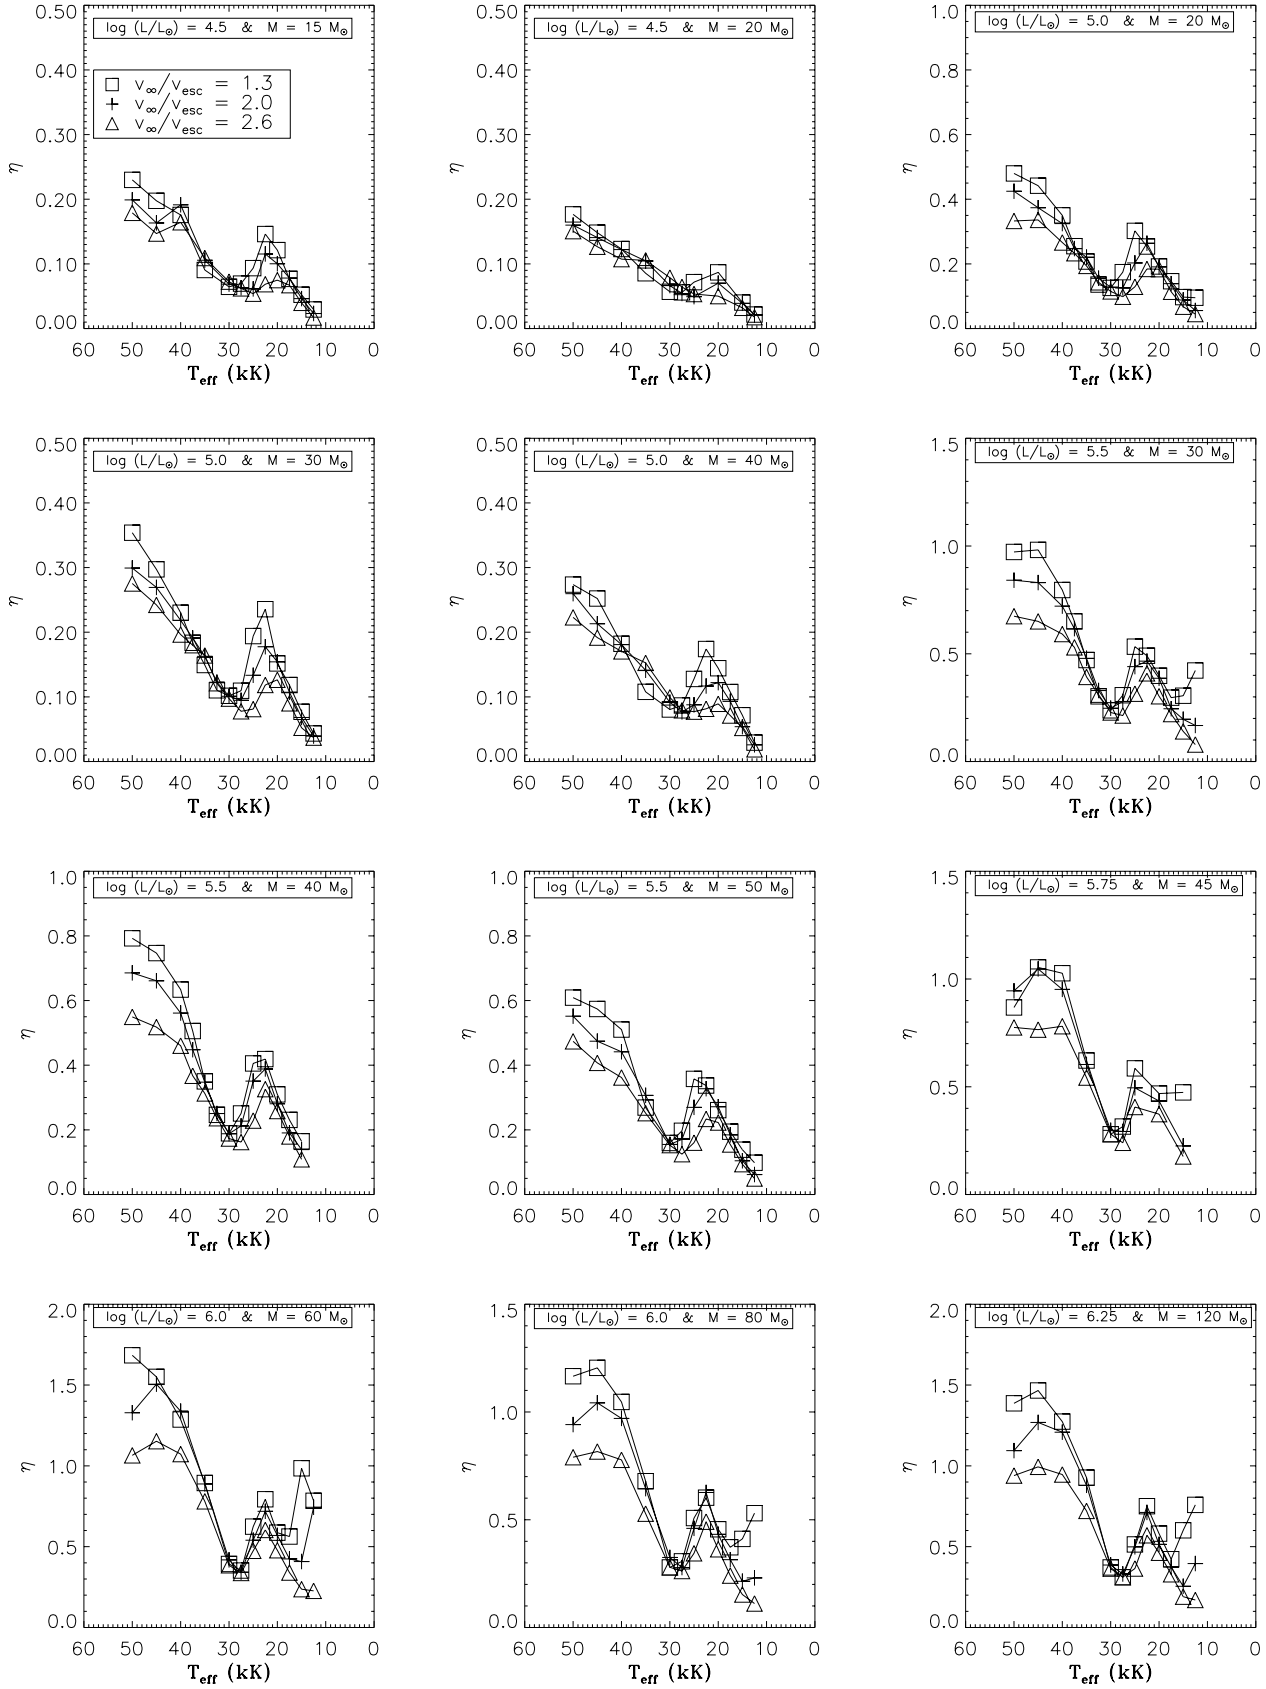 log (L/L☉) = 4.5 & M = 15 M☉
v∞/vesc = 1.3
v∞/vesc = 2.0
v∞/vesc = 2.6
0.50
0.40
0.30
0.20
0.10
0.00
η
60 50 40 30 20 10 0
Teff (kK)
log (L/L☉) = 4.5 & M = 20 M☉
0.50
0.40
0.30
0.20
0.10
0.00
η
60 50 40 30 20 10 0
Teff (kK)
log (L/L☉) = 5.0 & M = 20 M☉
1.0
0.8
0.6
0.4
0.2
0.0
η
60 50 40 30 20 10 0
Teff (kK)
log (L/L☉) = 5.0 & M = 30 M☉
0.50
0.40
0.30
0.20
0.10
0.00
η
60 50 40 30 20 10 0
Teff (kK)
log (L/L☉) = 5.0 & M = 40 M☉
0.50
0.40
0.30
0.20
0.10
0.00
η
60 50 40 30 20 10 0
Teff (kK)
log (L/L☉) = 5.5 & M = 30 M☉
1.5
1.0
0.5
0.0
η
60 50 40 30 20 10 0
Teff (kK)
log (L/L☉) = 5.5 & M = 40 M☉
1.0
0.8
0.6
0.4
0.2
0.0
η
60 50 40 30 20 10 0
Teff (kK)
log (L/L☉) = 5.5 & M = 50 M☉
1.0
0.8
0.6
0.4
0.2
0.0
η
60 50 40 30 20 10 0
Teff (kK)
log (L/L☉) = 5.75 & M = 45 M☉
1.5
1.0
0.5
0.0
η
60 50 40 30 20 10 0
Teff (kK)
log (L/L☉) = 6.0 & M = 60 M☉
2.0
1.5
1.0
0.5
0.0
η
60 50 40 30 20 10 0
Teff (kK)
log (L/L☉) = 6.0 & M = 80 M☉
1.5
1.0
0.5
0.0
η
60 50 40 30 20 10 0
Teff (kK)
log (L/L☉) = 6.25 & M = 120 M☉
2.0
1.5
1.0
0.5
0.0
η
60 50 40 30 20 10 0
Teff (kK)